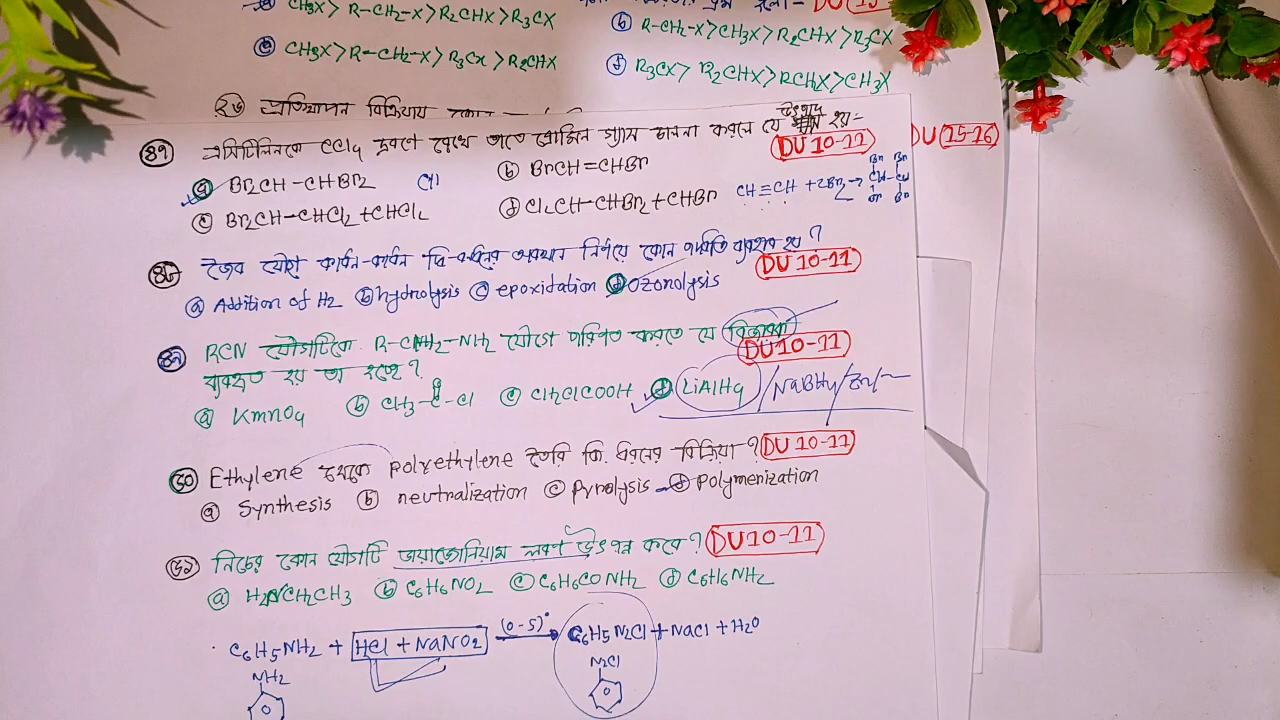 CH3X > R-CH2-X > R2CHX > R3CX
ⓑ R-CH2-X > CH3X > R2CHX > R3CX
ⓒ CH3X > R-CH2-X > R3CX > R2CHX
ⓓ R3CX > R2CHX > RCH2X > CH3X
২৬ প্রতিস্থাপন বিক্রিয়ায়
DU (15-16)
৪৭ এসিটিলিনকে CCl4 দ্রবণে রেখে তাতে ব্রোমিন গ্যাস চালনা করলে যে উৎপাদ হয়-
DU 10-11
ⓐ Br2CH-CHBr2
ⓑ BrCH=CHBr
ⓒ Br2CH-CHCl2 + CHCl2
ⓓ Cl2CH-CHBr2 + CHBr
CH≡CH + 2Br2 →
৪৮ জৈব যৌগে কার্বন-কার্বন দ্বি-বন্ধনের অবস্থান নির্ণয়ে কোন পদ্ধতি ব্যবহৃত হয় ?
DU 10-11
ⓐ Addition of H2 ⓑ hydrolysis ⓒ epoxidation ⓓ Ozonolysis
৪৯ RCN যৌগটিকে R-CH2-NH2 যৌগে পরিণত করতে যে বিজারক
DU 10-11
ব্যবহৃত হয় তা হচ্ছে ?
ⓐ KmnO4 ⓑ CH3-C-Cl ⓒ CH2ClCOOH ⓓ LiAlH4 /NaBH4/Zn/
O
৫০ Ethylene থেকে polyethylene তৈরি কি ধরনের বিক্রিয়া ? DU 10-11
ⓐ Synthesis ⓑ neutralization ⓒ Pyrolysis ⓓ Polymerization
৫১ নিচের কোন যৌগটি ডায়াজোনিয়াম লবণ উৎপন্ন করে ? DU 10-11
ⓐ H2NCH2CH3 ⓑ C6H6NO2 ⓒ C6H6CONH2 ⓓ C6H6NH2
C6H5NH2 + HCl + NaNO2 (0-5)° → C6H5N2Cl + NaCl + H2O
NH2
N2Cl